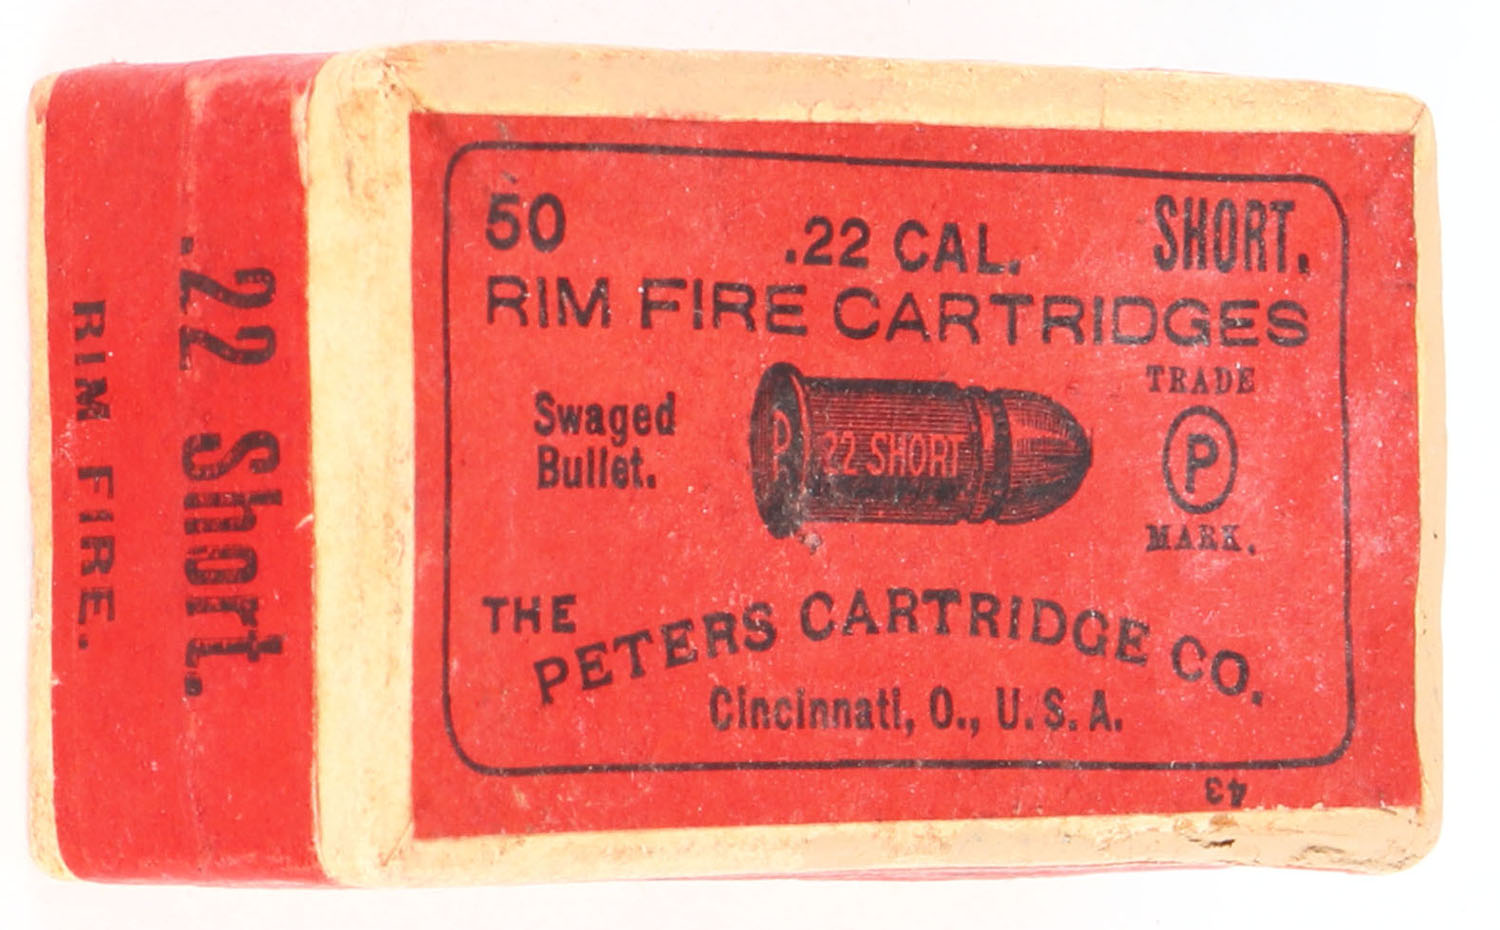 50 .22 CAL. SHORT.
RIM FIRE CARTRIDGES
Swaged
Bullet.
P 22 SHORT
TRADE
P
MARK.
THE
PETERS CARTRIDGE CO.
Cincinnati, O., U.S.A.
43
.22 Short.
RIM FIRE.